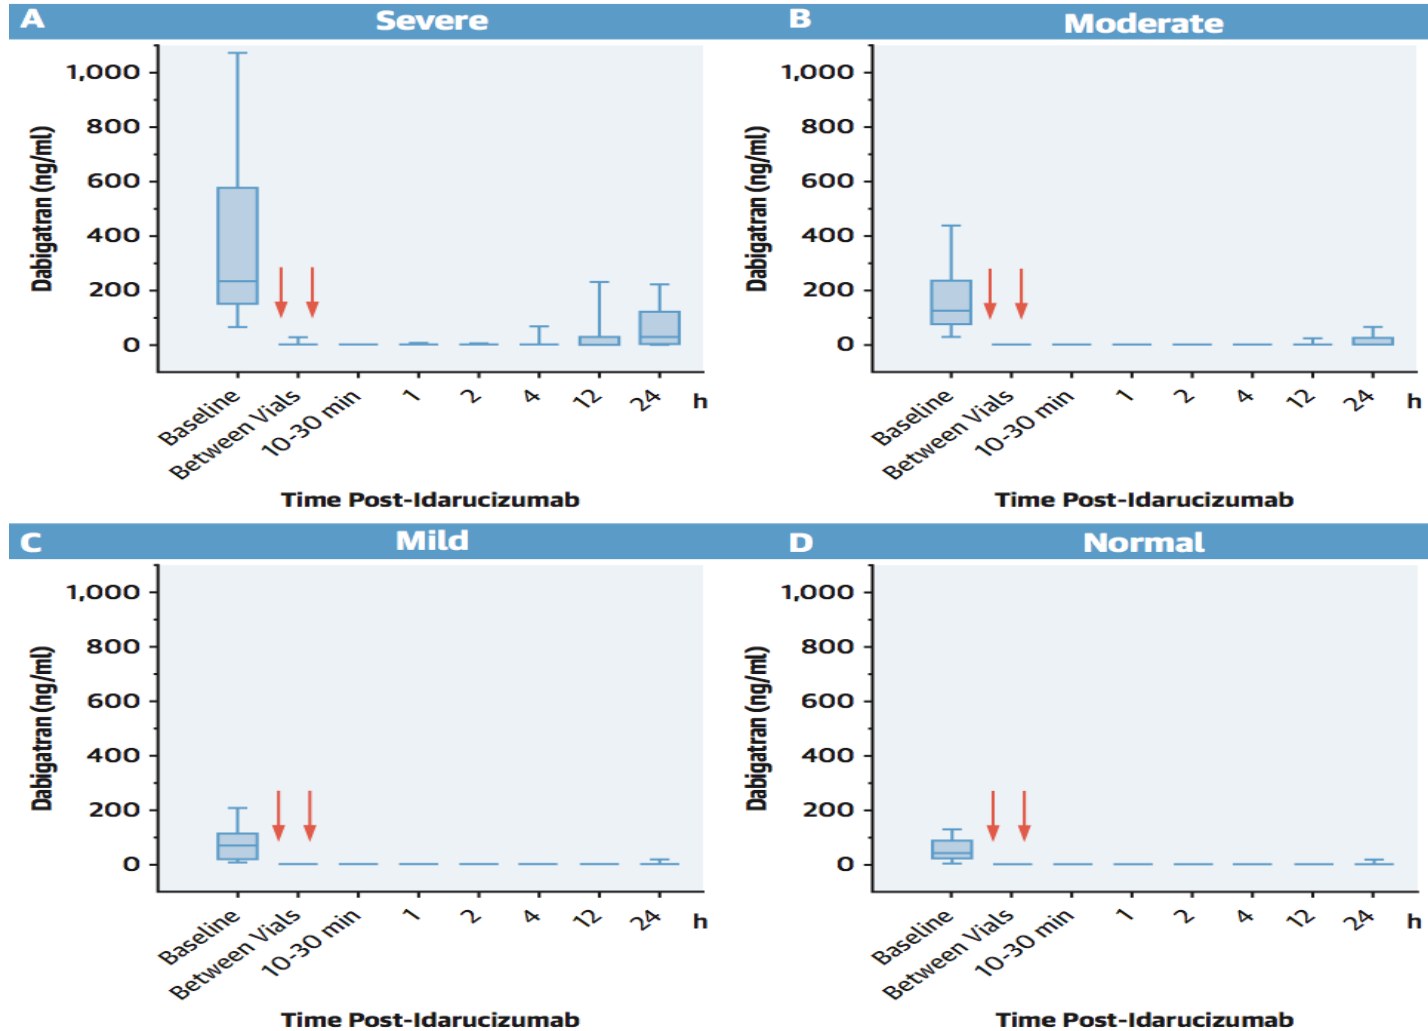 A Severe
Dabigatran (ng/ml)
1,000
800
600
400
200
0
Baseline
Between Vials
10-30 min
1
2
4
12
24
h
Time Post-Idarucizumab
B Moderate
Dabigatran (ng/ml)
1,000
800
600
400
200
0
Baseline
Between Vials
10-30 min
1
2
4
12
24
h
Time Post-Idarucizumab
C Mild
Dabigatran (ng/ml)
1,000
800
600
400
200
0
Baseline
Between Vials
10-30 min
1
2
4
12
24
h
Time Post-Idarucizumab
D Normal
Dabigatran (ng/ml)
1,000
800
600
400
200
0
Baseline
Between Vials
10-30 min
1
2
4
12
24
h
Time Post-Idarucizumab